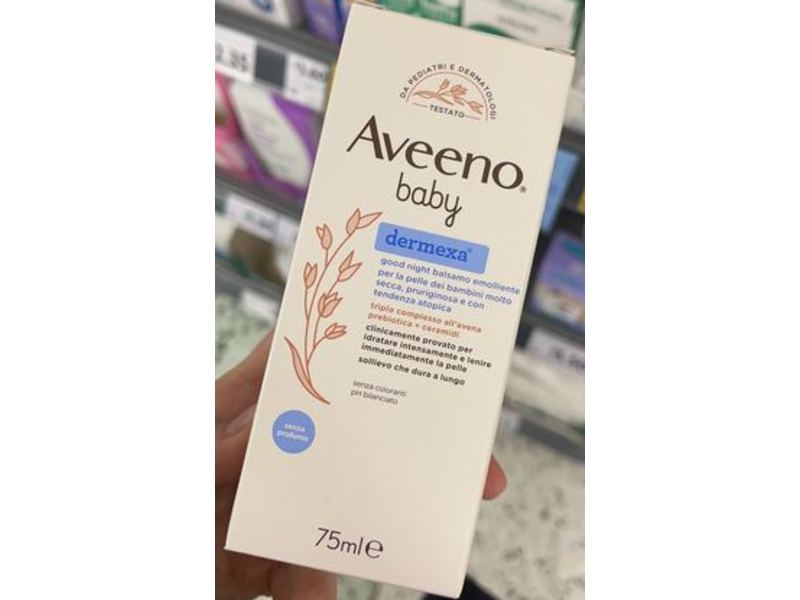 DA PEDIATRI E DERMATOLOGI
TESTATO
Aveeno®
baby
dermexa®
good night balsamo emolliente
per la pelle dei bambini molto
secca, pruriginosa e con
tendenza atopica
triplo complesso all'avena
prebiotica + ceramidi
clinicamente provato per
idratare intensamente e lenire
immediatamente la pelle
sollievo che dura a lungo
senza coloranti
pH bilanciato
senza
profumo
75ml e